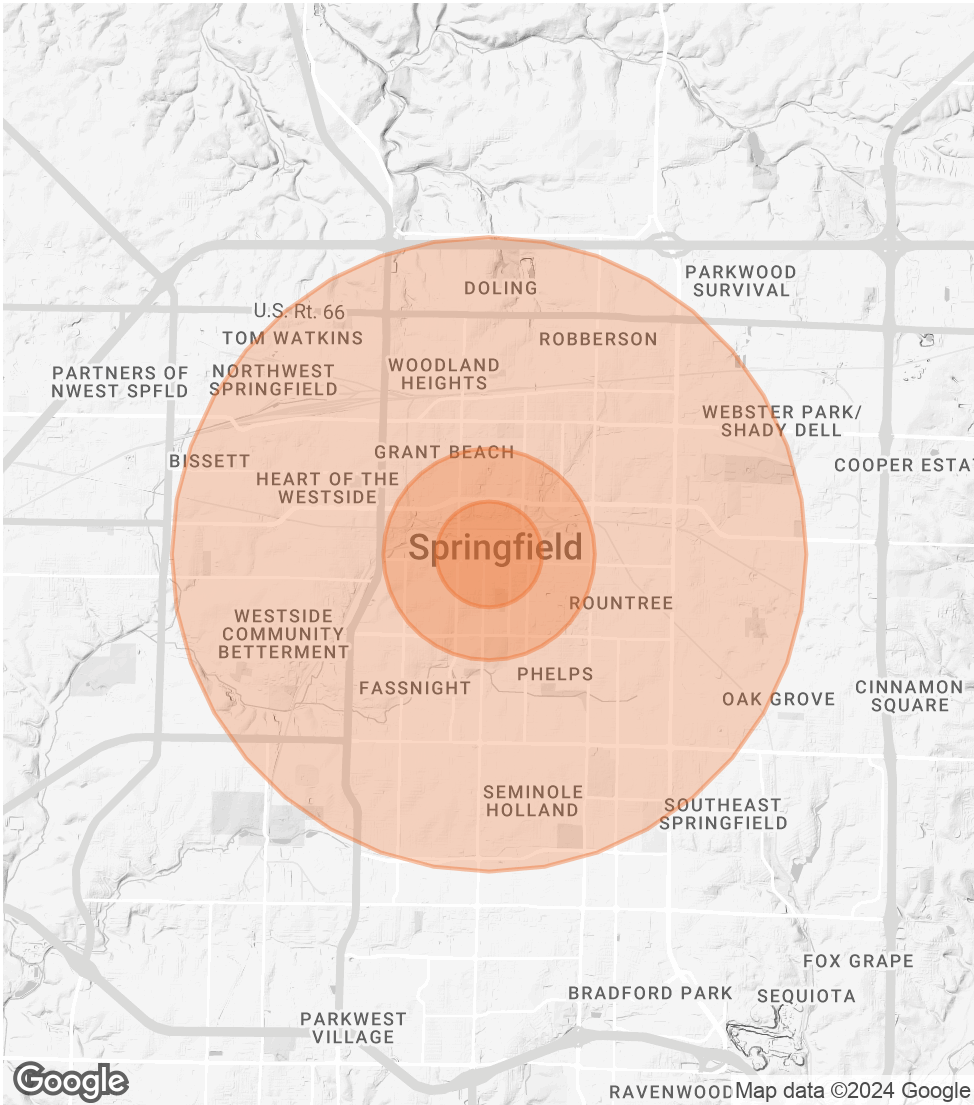 DOLING
PARKWOOD
SURVIVAL
U.S. Rt. 66
TOM WATKINS
ROBBERSON
PARTNERS OF
NWEST SPFLD
NORTHWEST
SPRINGFIELD
WOODLAND
HEIGHTS
WEBSTER PARK/
SHADY DELL
GRANT BEACH
BISSETT
COOPER ESTAT
HEART OF THE
WESTSIDE
Springfield
ROUNTREE
WESTSIDE
COMMUNITY
BETTERMENT
PHELPS
FASSNIGHT
OAK GROVE
CINNAMON
SQUARE
SEMINOLE
HOLLAND
SOUTHEAST
SPRINGFIELD
FOX GRAPE
BRADFORD PARK
SEQUIOTA
PARKWEST
VILLAGE
Google
RAVENWOOD
Map data ©2024 Google